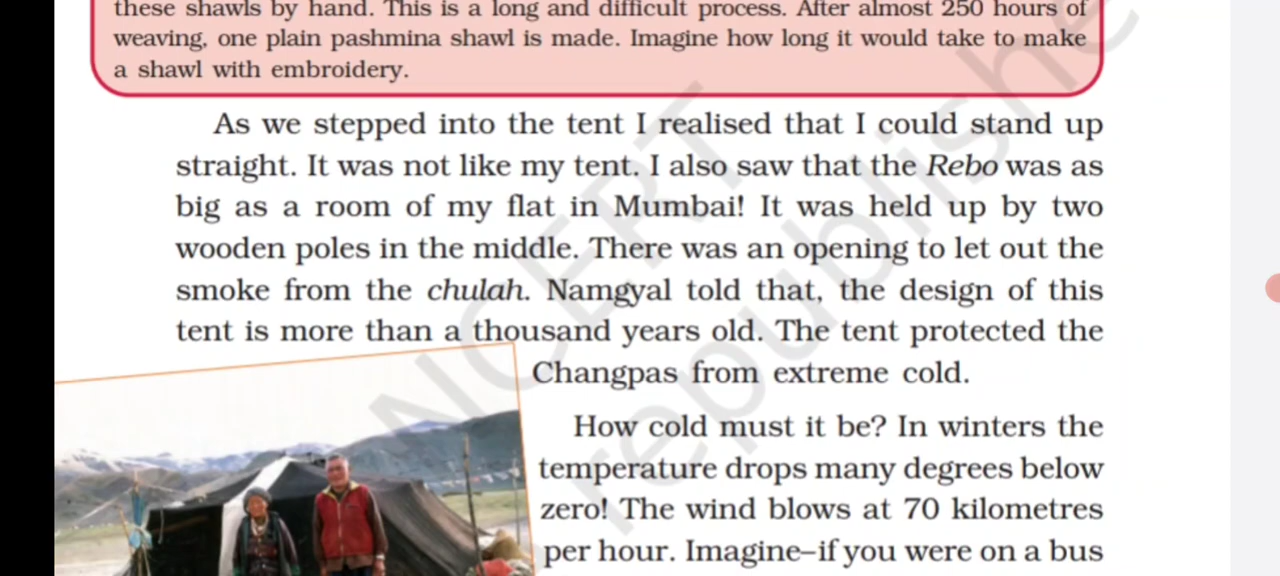 these shawls by hand. This is a long and difficult process. After almost 250 hours of
weaving, one plain pashmina shawl is made. Imagine how long it would take to make
a shawl with embroidery.
As we stepped into the tent I realised that I could stand up
straight. It was not like my tent. I also saw that the Rebo was as
big as a room of my flat in Mumbai! It was held up by two
wooden poles in the middle. There was an opening to let out the
smoke from the chulah. Namgyal told that, the design of this
tent is more than a thousand years old. The tent protected the
Changpas from extreme cold.
How cold must it be? In winters the
temperature drops many degrees below
zero! The wind blows at 70 kilometres
per hour. Imagine–if you were on a bus
NCERT
republishe